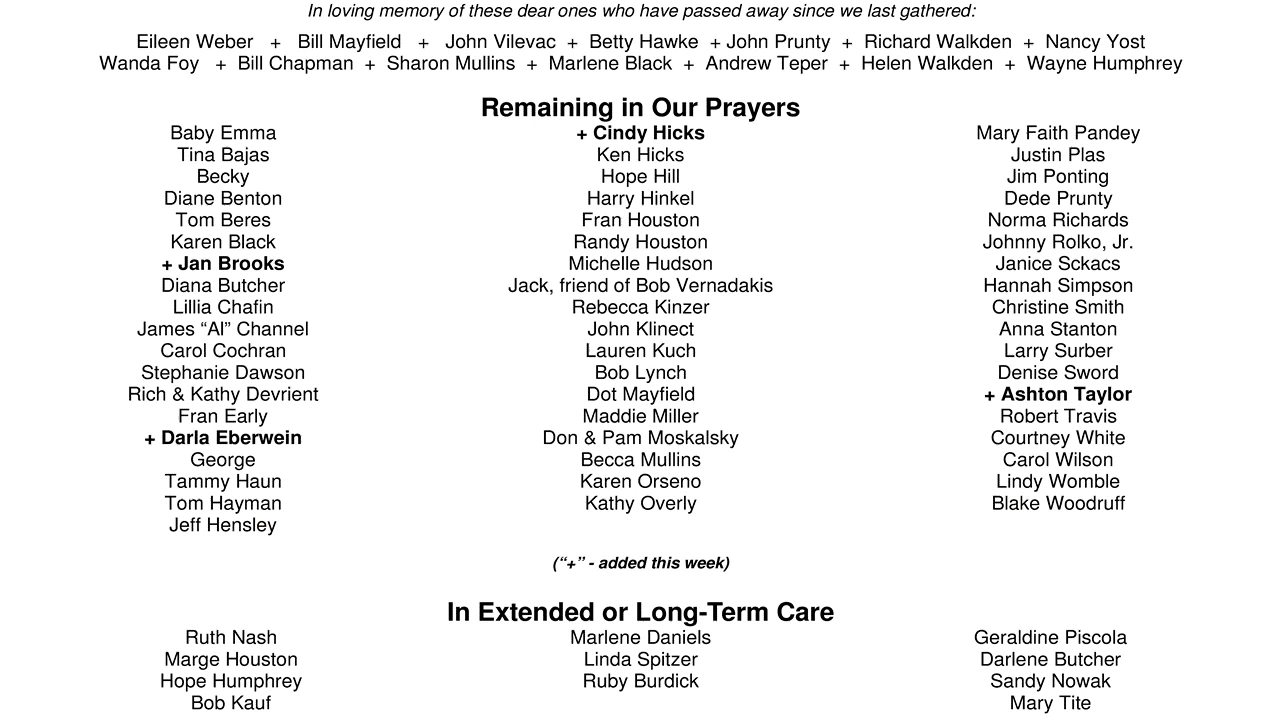 In loving memory of these dear ones who have passed away since we last gathered:
Eileen Weber + Bill Mayfield + John Vilevac + Betty Hawke + John Prunty + Richard Walkden + Nancy Yost
Wanda Foy + Bill Chapman + Sharon Mullins + Marlene Black + Andrew Teper + Helen Walkden + Wayne Humphrey
Remaining in Our Prayers
Baby Emma
Tina Bajas
Becky
Diane Benton
Tom Beres
Karen Black
+ Jan Brooks
Diana Butcher
Lillia Chafin
James “Al” Channel
Carol Cochran
Stephanie Dawson
Rich & Kathy Devrient
Fran Early
+ Darla Eberwein
George
Tammy Haun
Tom Hayman
Jeff Hensley
+ Cindy Hicks
Ken Hicks
Hope Hill
Harry Hinkel
Fran Houston
Randy Houston
Michelle Hudson
Jack, friend of Bob Vernadakis
Rebecca Kinzer
John Klinect
Lauren Kuch
Bob Lynch
Dot Mayfield
Maddie Miller
Don & Pam Moskalsky
Becca Mullins
Karen Orseno
Kathy Overly
Mary Faith Pandey
Justin Plas
Jim Ponting
Dede Prunty
Norma Richards
Johnny Rolko, Jr.
Janice Sckacs
Hannah Simpson
Christine Smith
Anna Stanton
Larry Surber
Denise Sword
+ Ashton Taylor
Robert Travis
Courtney White
Carol Wilson
Lindy Womble
Blake Woodruff
(“+” - added this week)
In Extended or Long-Term Care
Ruth Nash
Marge Houston
Hope Humphrey
Bob Kauf
Marlene Daniels
Linda Spitzer
Ruby Burdick
Geraldine Piscola
Darlene Butcher
Sandy Nowak
Mary Tite